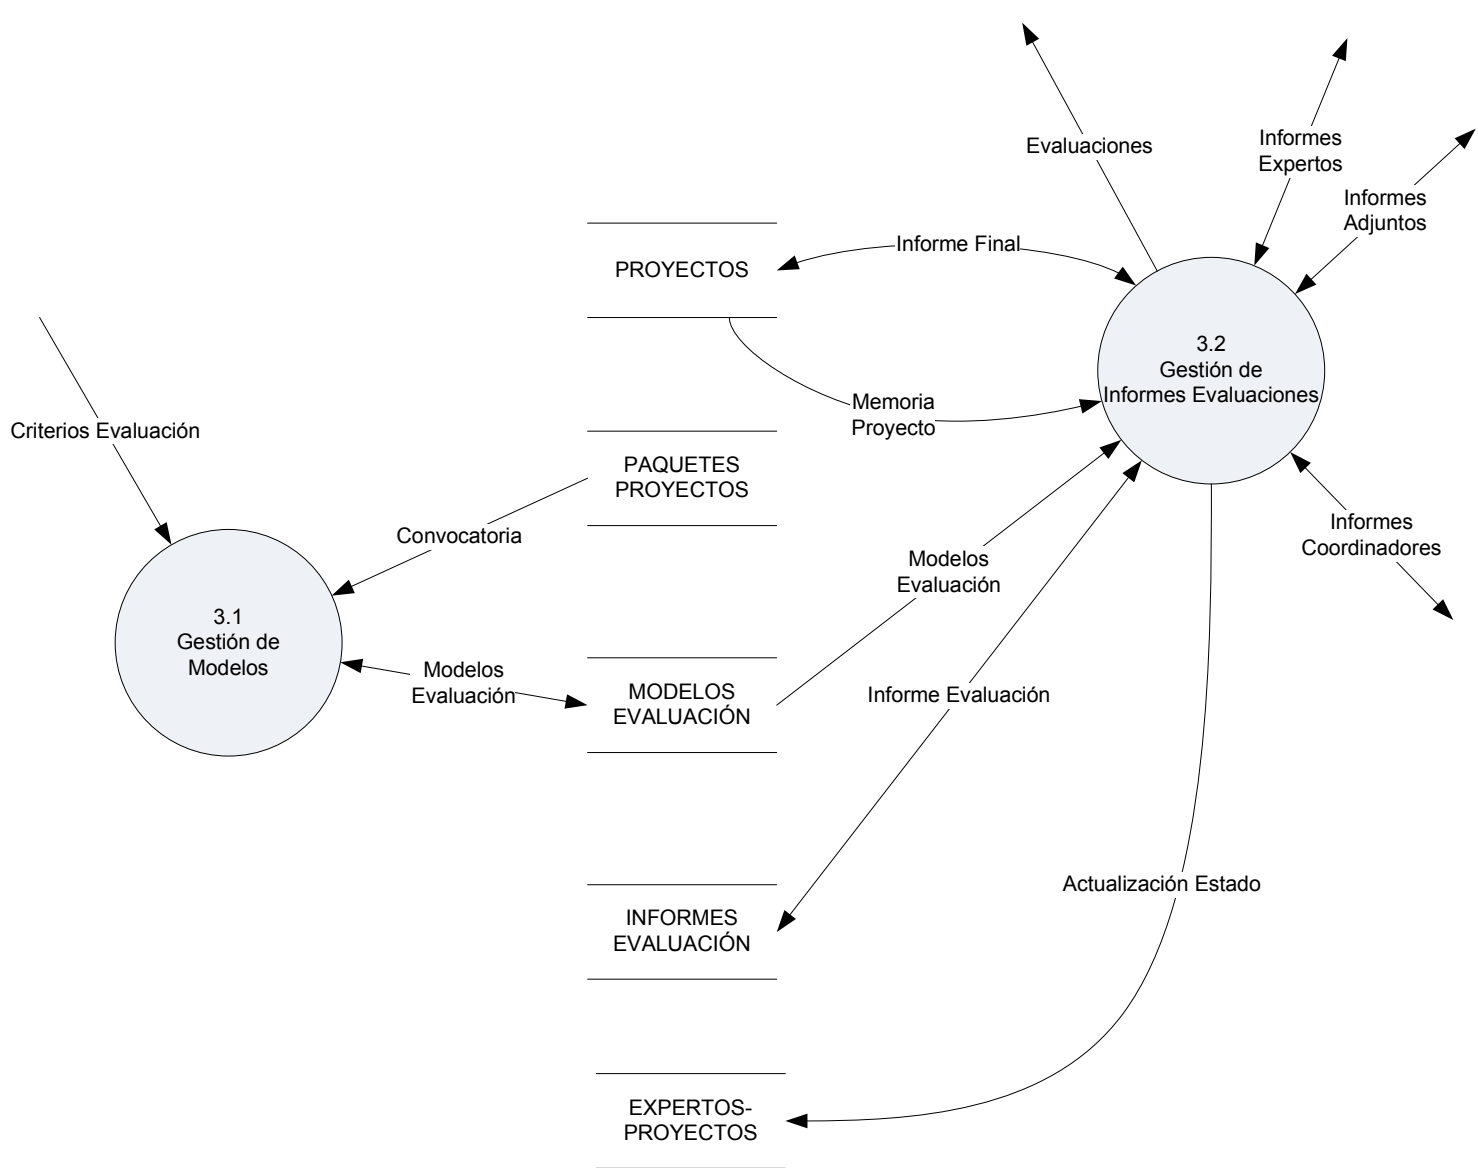 Evaluaciones
Informes
Expertos
Informes
Adjuntos
Informe Final
PROYECTOS
3.2
Gestión de
Informes Evaluaciones
Memoria
Proyecto
Criterios Evaluación
PAQUETES
PROYECTOS
Convocatoria
Informes
Coordinadores
Modelos
Evaluación
3.1
Gestión de
Modelos
Modelos
Evaluación
MODELOS
EVALUACIÓN
Informe Evaluación
Actualización Estado
INFORMES
EVALUACIÓN
EXPERTOS-
PROYECTOS